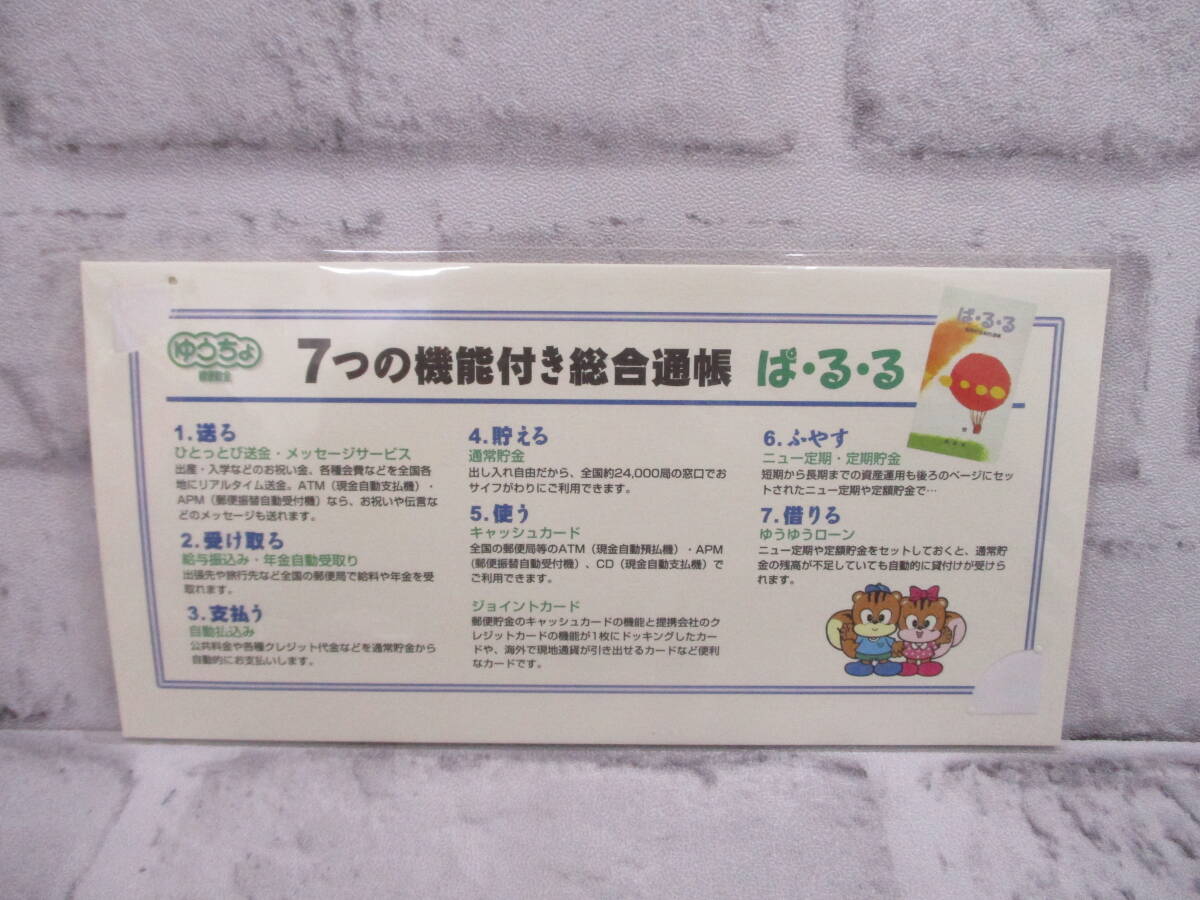 ゆうちょ
郵便貯金
7つの機能付き総合通帳 ぱ・る・る
ぱ・る・る
1.送る
ひとっとび送金・メッセージサービス
出産・入学などのお祝い金、各種会費などを全国各
地にリアルタイム送金。ATM（現金自動支払機）・
APM（郵便振替自動受付機）なら、お祝いや伝言な
どのメッセージも送れます。
2.受け取る
給与振込み・年金自動受取り
出張先や旅行先など全国の郵便局で給料や年金を受
取れます。
3.支払う
自動払込み
公共料金や各種クレジット代金などを通常貯金から
自動的にお支払いします。
4.貯える
通常貯金
出し入れ自由だから、全国約24,000局の窓口でお
サイフがわりにご利用できます。
5.使う
キャッシュカード
全国の郵便局等のATM（現金自動預払機）・APM
(郵便振替自動受付機）、CD（現金自動支払機）で
ご利用できます。
ジョイントカード
郵便貯金のキャッシュカードの機能と提携会社のク
レジットカードの機能が1枚にドッキングしたカー
ドや、海外で現地通貨が引き出せるカードなど便利
なカードです。
6.ふやす
ニュー定期・定期貯金
短期から長期までの資産運用も後ろのページにセッ
トされたニュー定期や定額貯金で…
7.借りる
ゆうゆうローン
ニュー定期や定額貯金をセットしておくと、通常貯
金の残高が不足していても自動的に貸付けが受けら
れます。